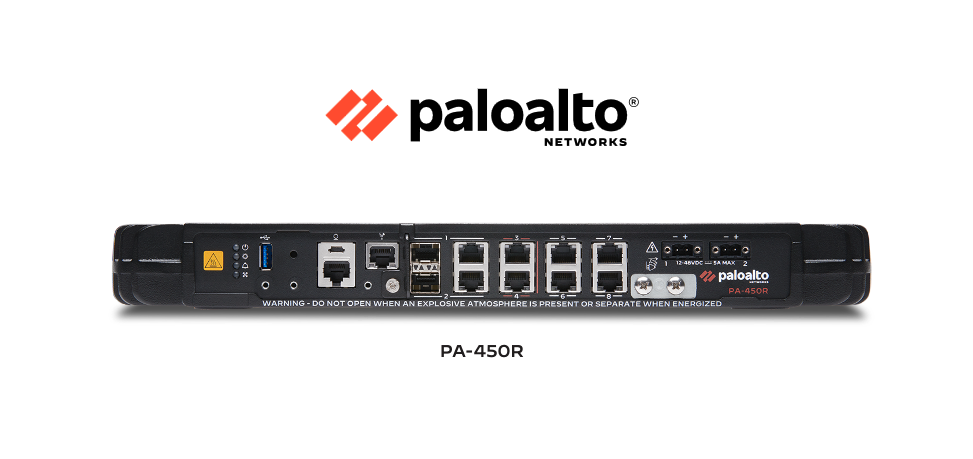 paloalto®
NETWORKS
1 3 5 7
- + - +
1 12-48VDC ⎓ 5A MAX 2
paloalto
NETWORKS
PA-450R
2 4 6 8
WARNING - DO NOT OPEN WHEN AN EXPLOSIVE ATMOSPHERE IS PRESENT OR SEPARATE WHEN ENERGIZED
PA-450R